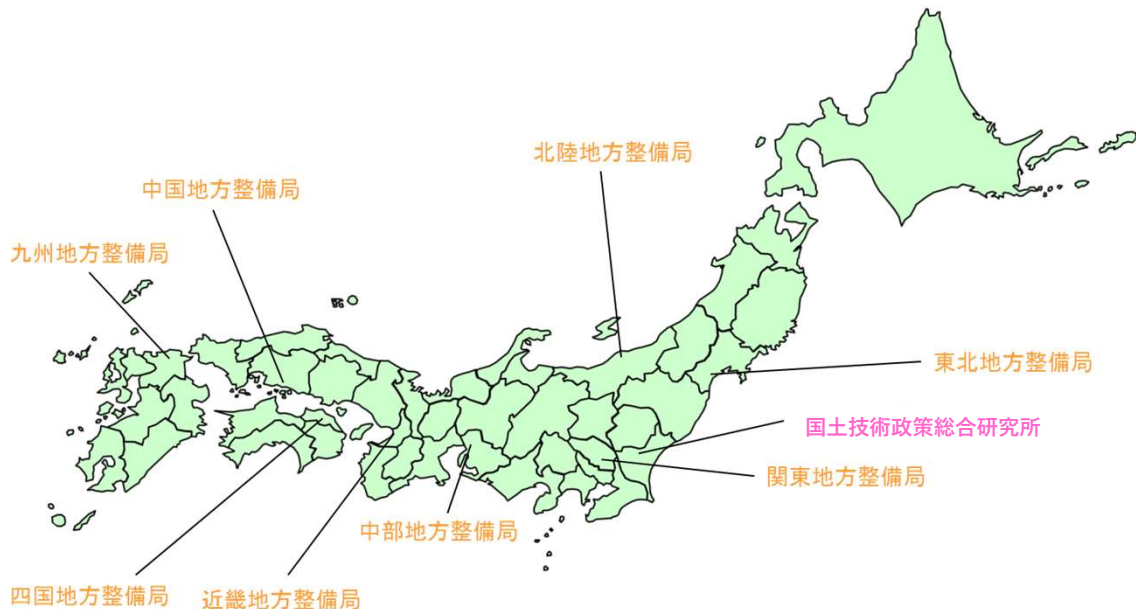 北陸地方整備局
中国地方整備局
九州地方整備局
東北地方整備局
国土技術政策総合研究所
関東地方整備局
中部地方整備局
四国地方整備局
近畿地方整備局